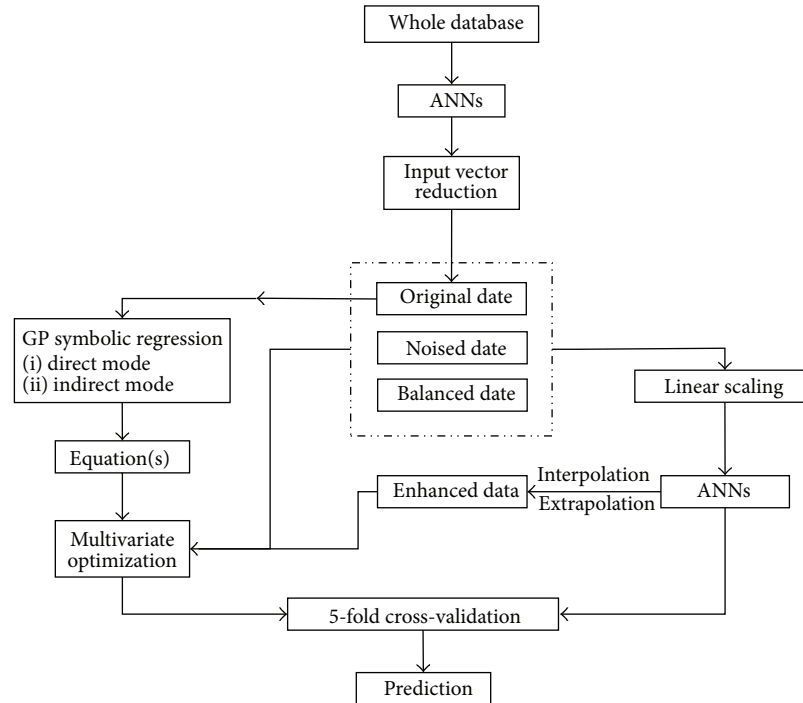 Whole database
ANNs
Input vector
reduction
Original date
Noised date
Balanced date
GP symbolic regression
(i) direct mode
(ii) indirect mode
Linear scaling
Equation(s)
Enhanced data
Interpolation
Extrapolation
ANNs
Multivariate
optimization
5-fold cross-validation
Prediction